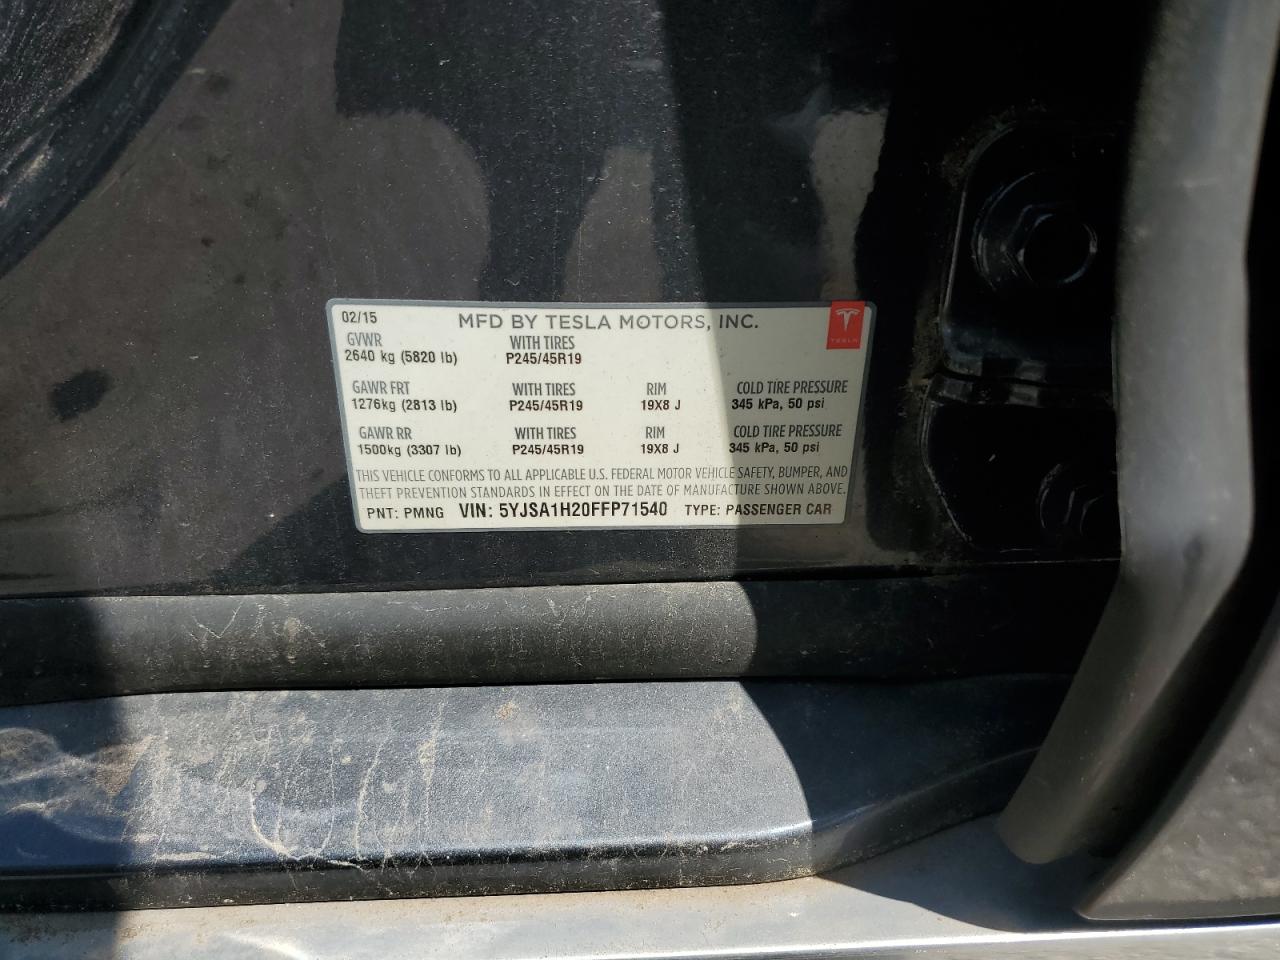 02/15 MFD BY TESLA MOTORS, INC.
TESLA
GVWR WITH TIRES
2640 kg (5820 lb) P245/45R19
GAWR FRT WITH TIRES RIM COLD TIRE PRESSURE
1276kg (2813 lb) P245/45R19 19X8 J 345 kPa, 50 psi
GAWR RR WITH TIRES RIM COLD TIRE PRESSURE
1500kg (3307 lb) P245/45R19 19X8 J 345 kPa, 50 psi
THIS VEHICLE CONFORMS TO ALL APPLICABLE U.S. FEDERAL MOTOR VEHICLE SAFETY, BUMPER, AND
THEFT PREVENTION STANDARDS IN EFFECT ON THE DATE OF MANUFACTURE SHOWN ABOVE.
PNT: PMNG VIN: 5YJSA1H20FFP71540 TYPE: PASSENGER CAR